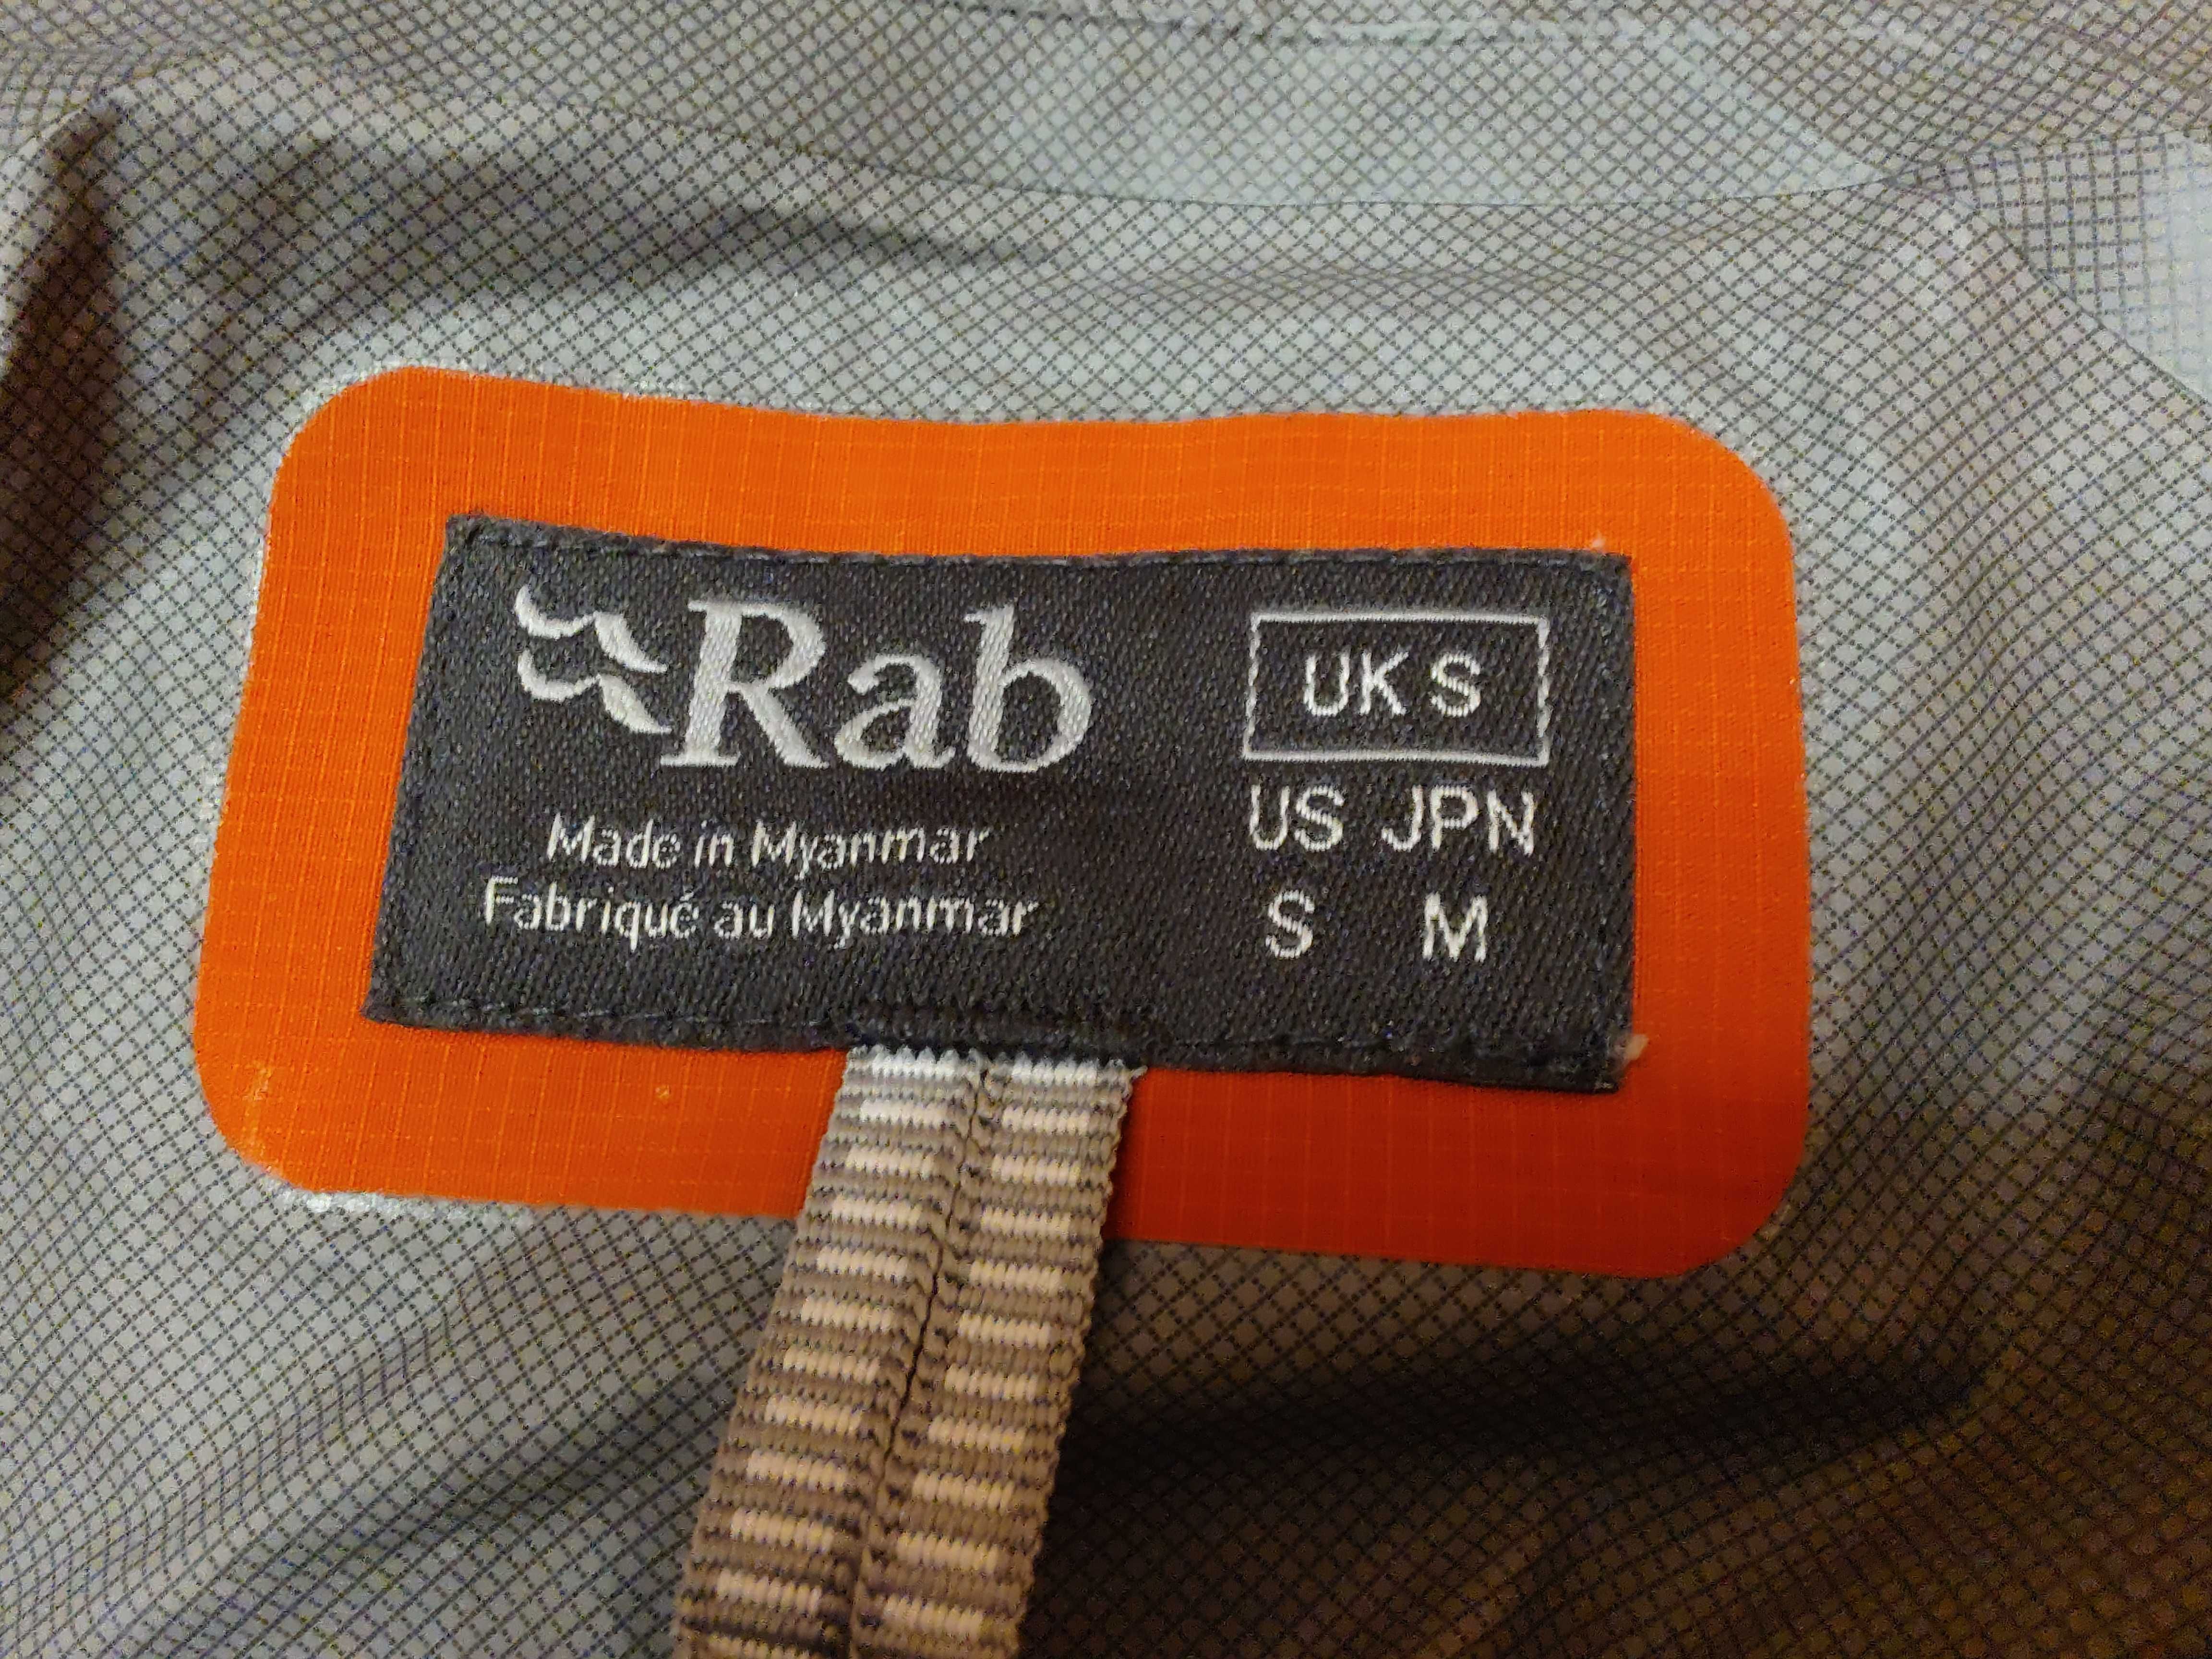 Rab
Made in Myanmar
Fabriqué au Myanmar
UK S
US JPN
S M